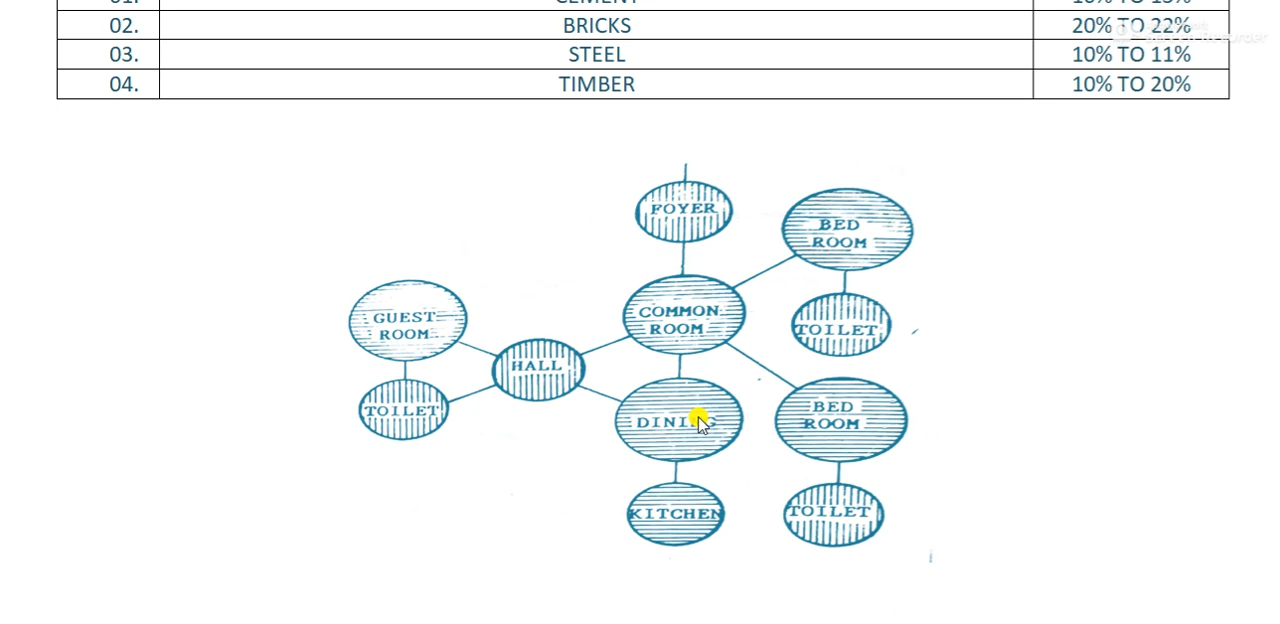 02. BRICKS 20% TO 22%
03. STEEL 10% TO 11%
04. TIMBER 10% TO 20%
FOYER
BED
ROOM
COMMON
ROOM
GUEST
ROOM
TOILET
HALL
TOILET
DINING
BED
ROOM
KITCHEN
TOILET